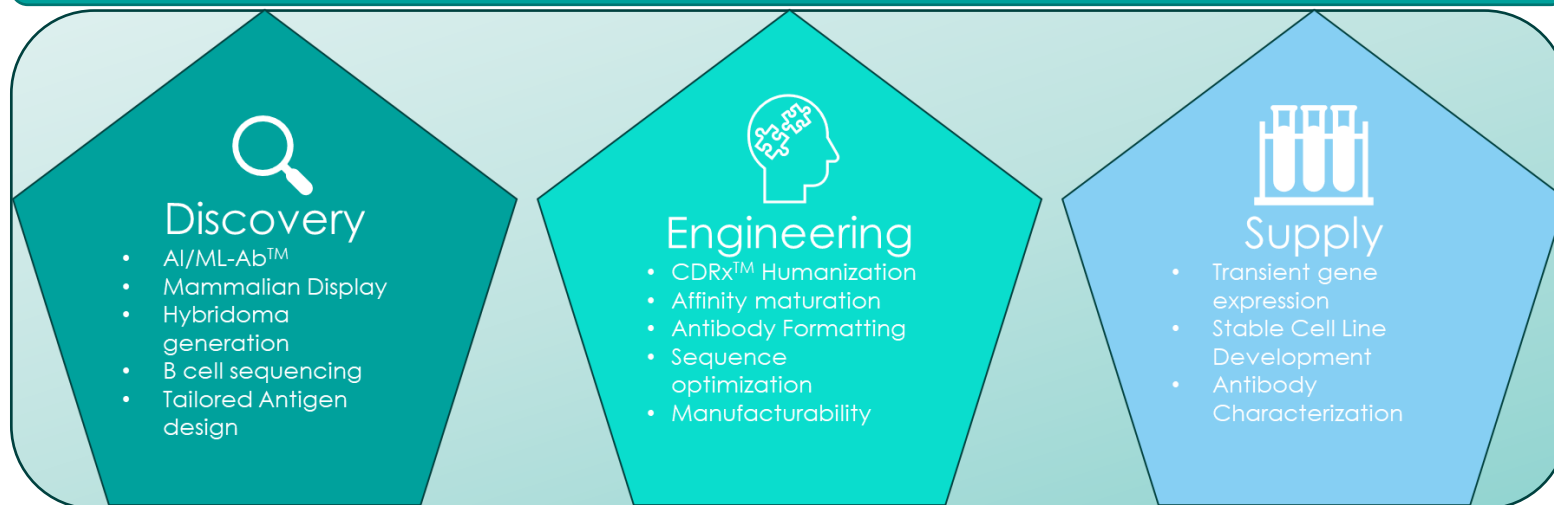 Discovery
• AI/ML-Ab™
• Mammalian Display
• Hybridoma
generation
• B cell sequencing
• Tailored Antigen
design
Engineering
• CDRx™ Humanization
• Affinity maturation
• Antibody Formatting
• Sequence
optimization
• Manufacturability
Supply
• Transient gene
expression
• Stable Cell Line
Development
• Antibody
Characterization